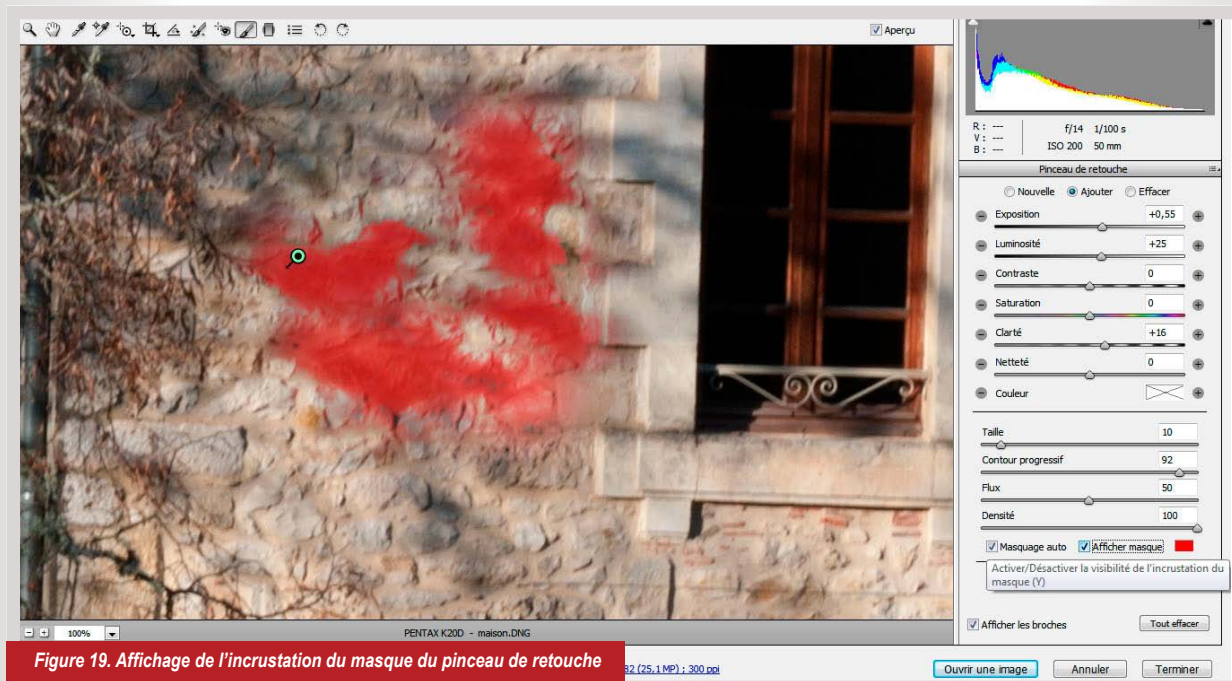 Aperçu
R : --- f/14 1/100 s
V : ---
B : --- ISO 200 50 mm
Pinceau de retouche
Nouvelle Ajouter Effacer
Exposition +0,55
Luminosité +25
Contraste 0
Saturation 0
Clarté +16
Netteté 0
Couleur
Taille 10
Contour progressif 92
Flux 50
Densité 100
Masquage auto Afficher masque
Activer/Désactiver la visibilité de l'incrustation du
masque (Y)
Afficher les broches Tout effacer
100% PENTAX K20D - maison.DNG
Figure 19. Affichage de l'incrustation du masque du pinceau de retouche
32 (25,1 MP) ; 300 ppi
Ouvrir une image Annuler Terminer